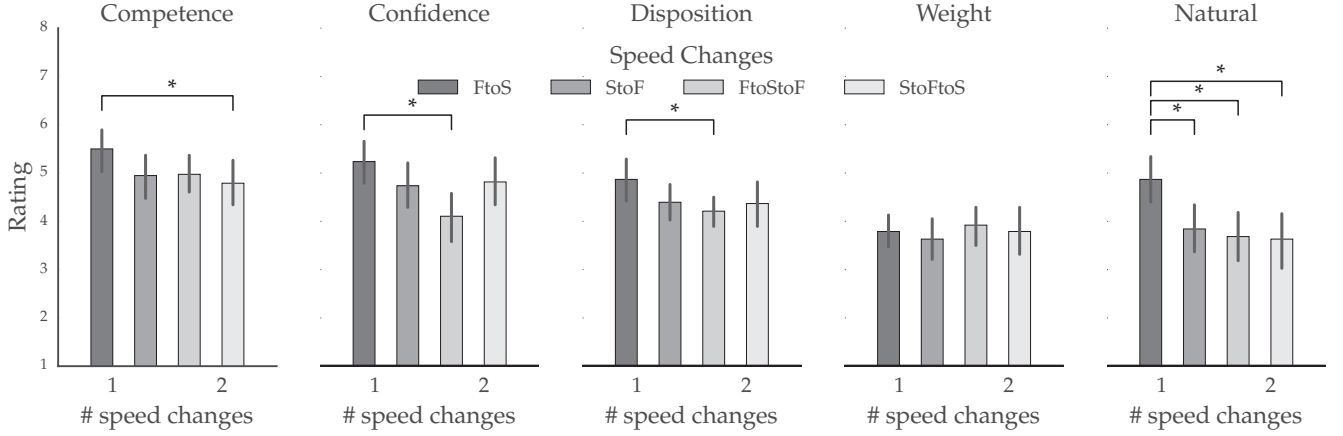 Competence
Confidence
Disposition
Weight
Natural
Speed Changes
FtoS
StoF
FtoStoF
StoFtoS
Rating
8
7
6
5
4
3
2
1
*
*
*
*
*
*
1 2
1 2
1 2
1 2
1 2
# speed changes
# speed changes
# speed changes
# speed changes
# speed changes